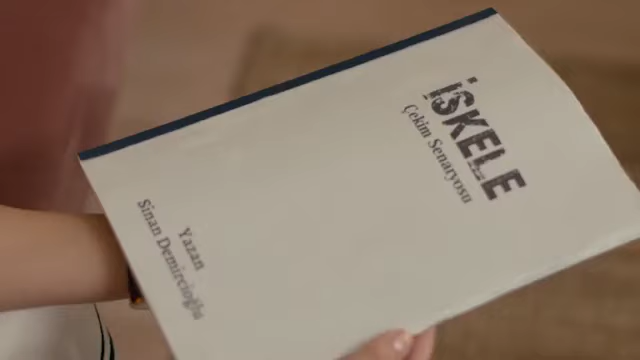 İSKELE
Çekim Senaryosu
Yazan
Sinan Demircioğlu